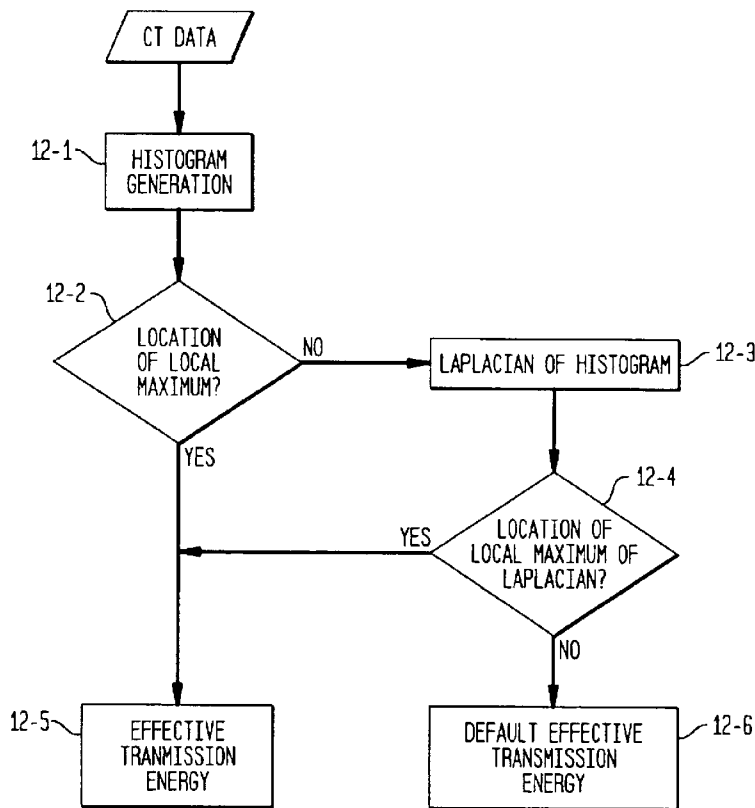 CT DATA
12-1
HISTOGRAM
GENERATION
12-2
LOCATION
OF LOCAL
MAXIMUM?
NO
LAPLACIAN OF HISTOGRAM
12-3
YES
12-4
YES
LOCATION OF
LOCAL MAXIMUM OF
LAPLACIAN?
NO
12-5
EFFECTIVE
TRANMISSION
ENERGY
DEFAULT EFFECTIVE
TRANSMISSION
ENERGY
12-6